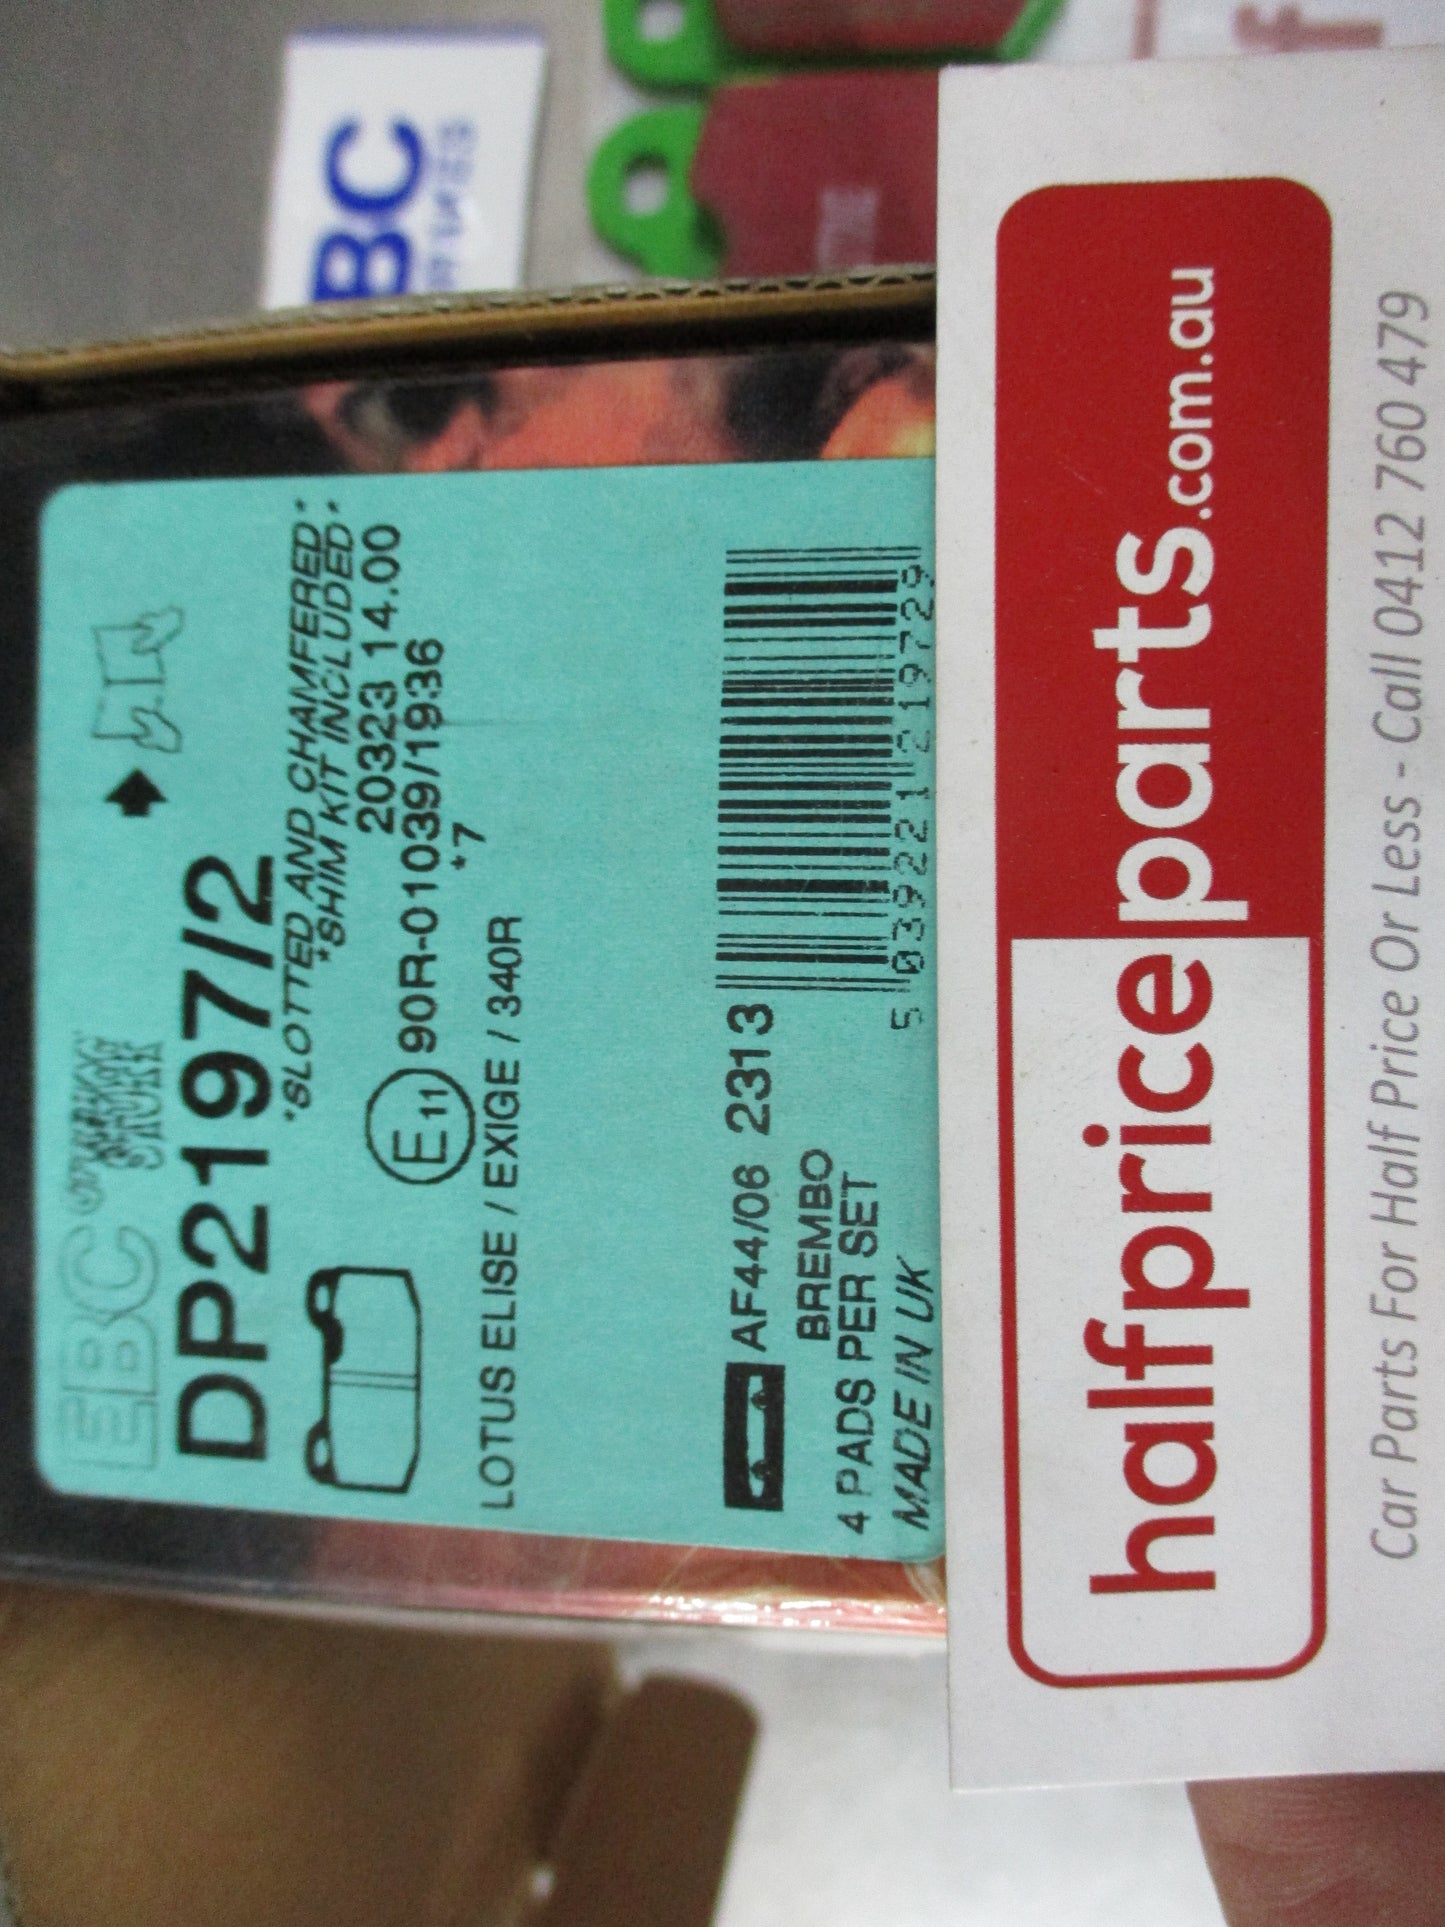 BC
EBC
DP2197/2
*SLOTTED AND CHAMFERED*
*SHIM KIT INCLUDED*
20323 14.00
E11 90R-01039/1936
*7
LOTUS ELISE / EXIGE / 340R
AF44/06 2313
BREMBO
4 PADS PER SET
MADE IN UK
5 039221 219729
halfpriceparts.com.au
Car Parts For Half Price Or Less - Call 0412 760 479